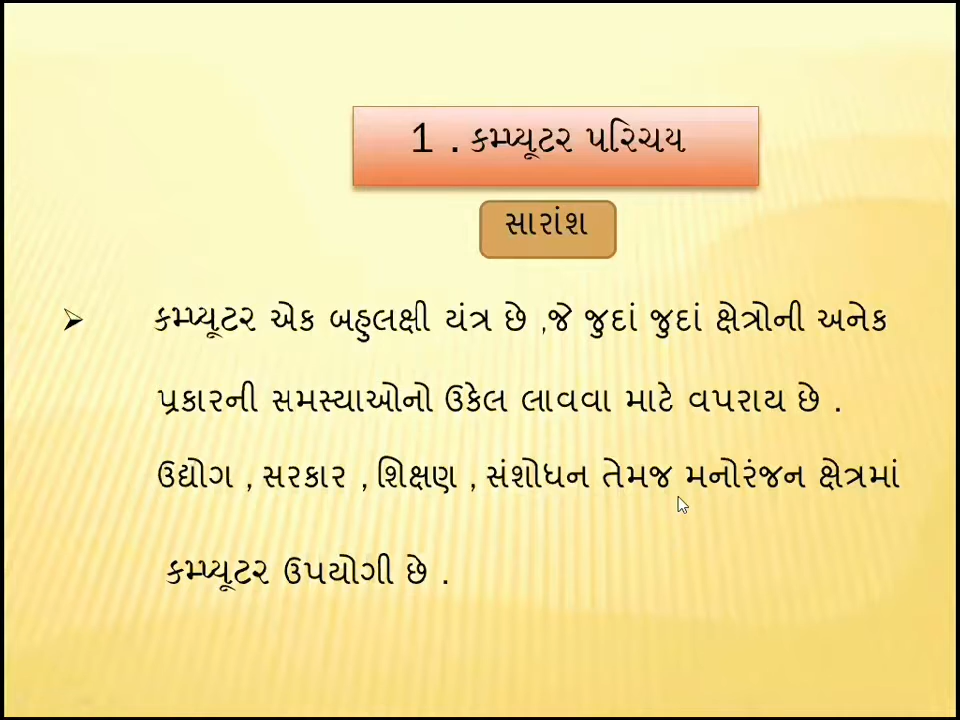 1 . કમ્પ્યૂટર પરિચય
સારાંશ
➢ કમ્પ્યૂટર એક બહુલક્ષી યંત્ર છે ,જે જુદાં જુદાં ક્ષેત્રોની અનેક
પ્રકારની સમસ્યાઓનો ઉકેલ લાવવા માટે વપરાય છે .
ઉદ્યોગ , સરકાર , શિક્ષણ , સંશોધન તેમજ મનોરંજન ક્ષેત્રમાં
કમ્પ્યૂટર ઉપયોગી છે .